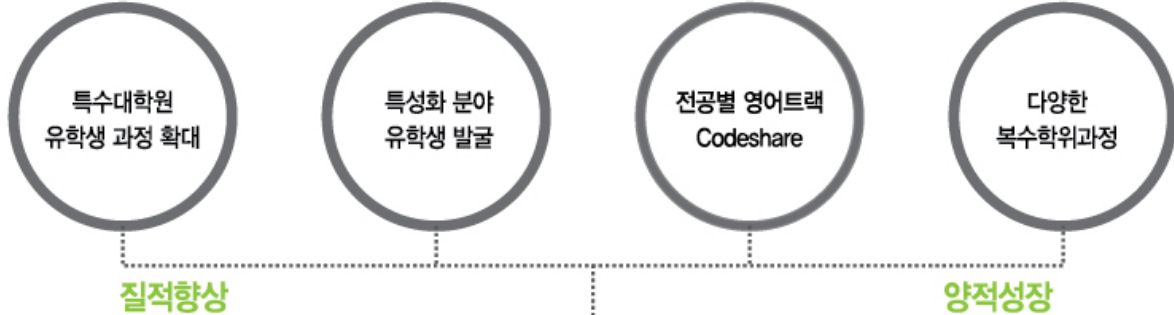 특수대학원
유학생 과정 확대
특성화 분야
유학생 발굴
전공별 영어트랙
Codeshare
다양한
복수학위과정
질적향상
양적성장